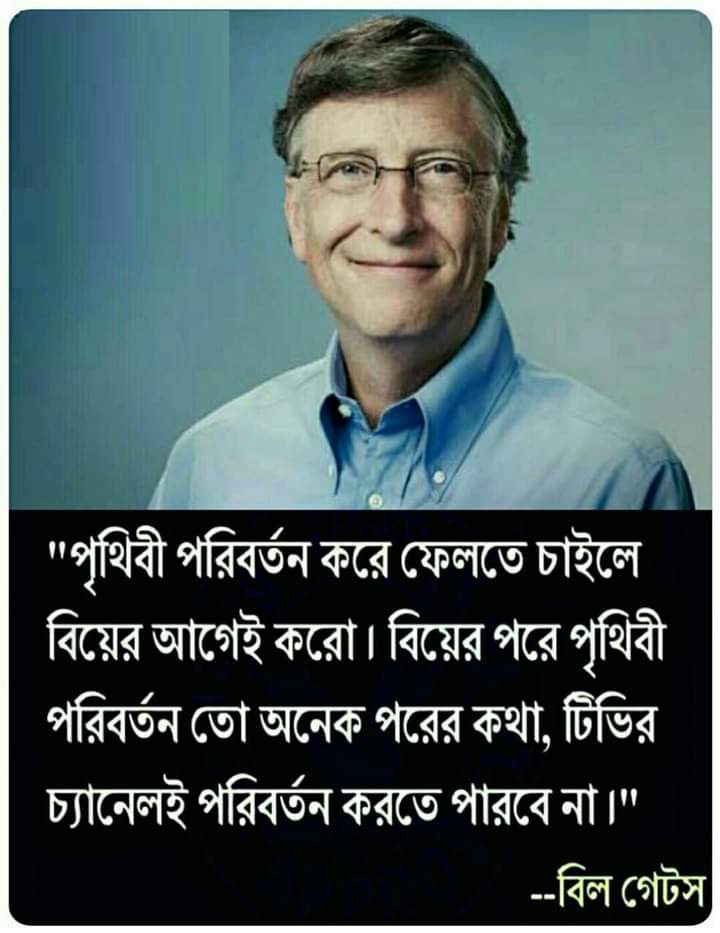 "পৃথিবী পরিবর্তন করে ফেলতে চাইলে
বিয়ের আগেই করো। বিয়ের পরে পৃথিবী
পরিবর্তন তো অনেক পরের কথা, টিভির
চ্যানেলই পরিবর্তন করতে পারবে না।"
--বিল গেটস